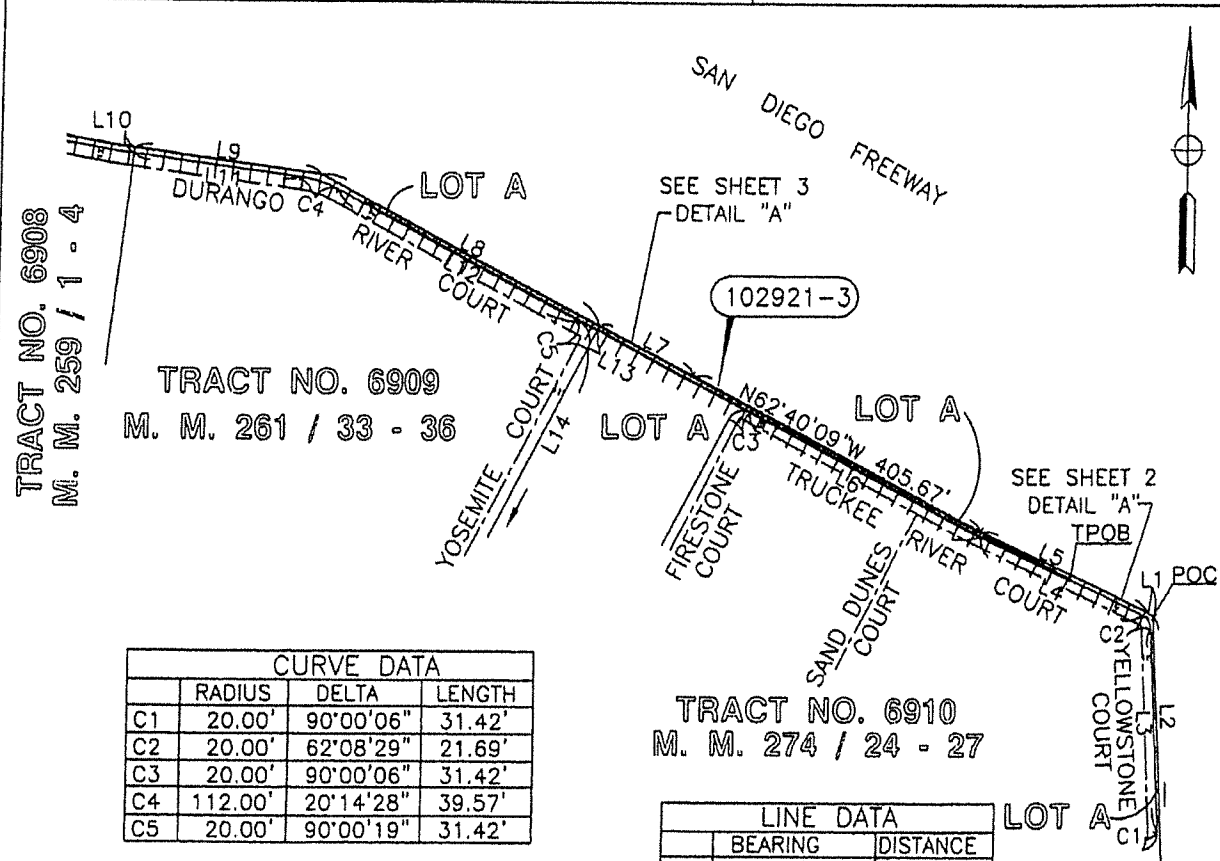 SAN DIEGO FREEWAY
L10
L9
L11
DURANGO
C4
LOT A
SEE SHEET 3
DETAIL "A"
RIVER
L8
L12
COURT
102921-3
TRACT NO. 6908
M. M. 259 / 1 - 4
C5
L13
L7
TRACT NO. 6909
M. M. 261 / 33 - 36
YOSEMITE COURT
L14
LOT A
C3
N62°40'09"W 405.67'
LOT A
FIRESTONE
COURT
TRUCKEE
L6
RIVER
COURT
SAND DUNES
COURT
SEE SHEET 2
DETAIL "A"
TPOB
L5
L4
L1
POC
C2
YELLOWSTONE
COURT
L3
L2
TRACT NO. 6910
M. M. 274 / 24 - 27
LOT A
C1
CURVE DATA
RADIUS DELTA LENGTH
C1 20.00' 90°00'06" 31.42'
C2 20.00' 62°08'29" 21.69'
C3 20.00' 90°00'06" 31.42'
C4 112.00' 20°14'28" 39.57'
C5 20.00' 90°00'19" 31.42'
LINE DATA
BEARING DISTANCE